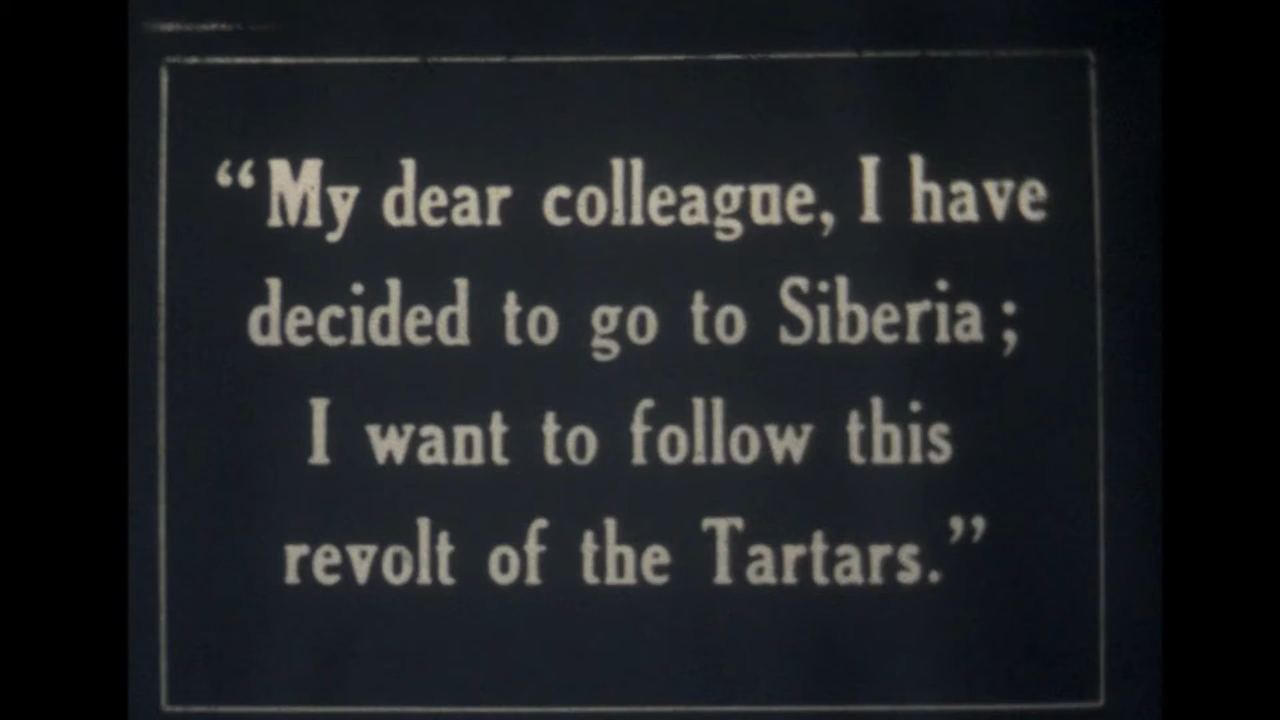 “My dear colleague, I have
decided to go to Siberia;
I want to follow this
revolt of the Tartars.”